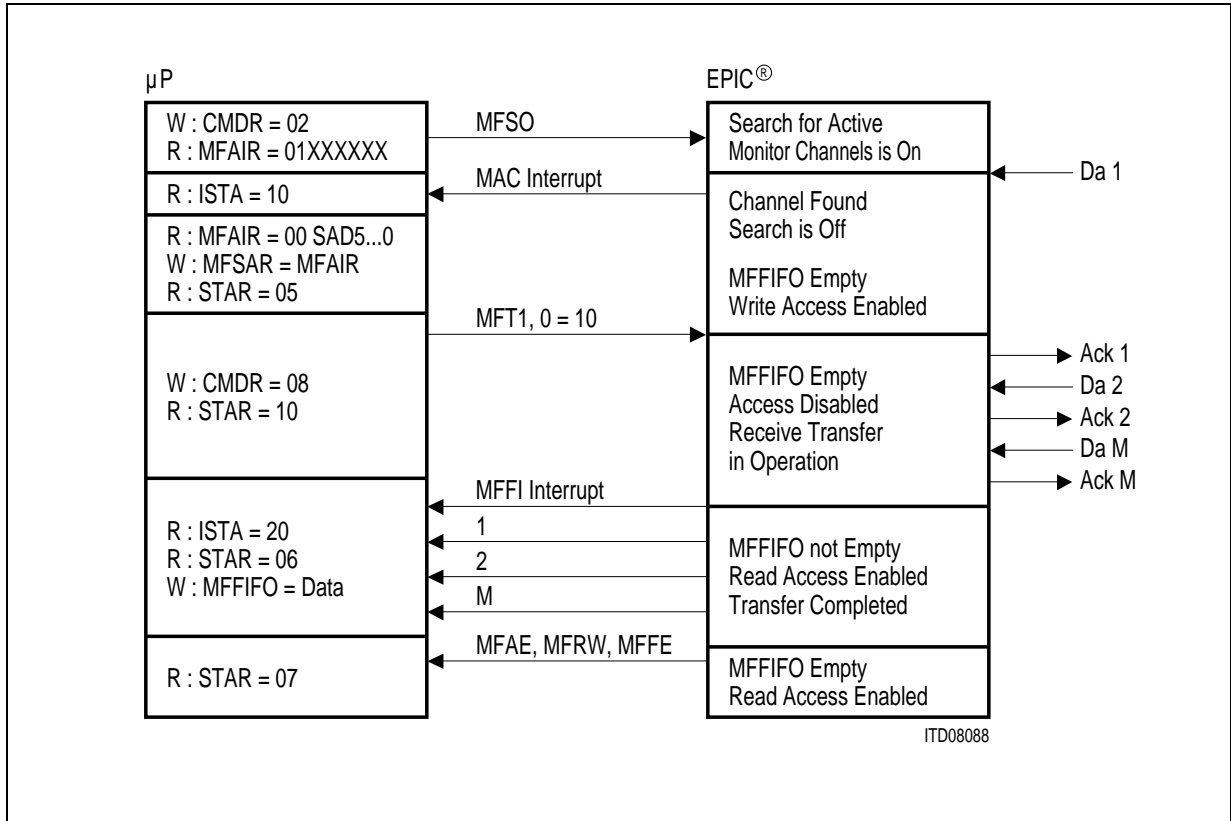 µP
EPIC®
W : CMDR = 02
R : MFAIR = 01XXXXXX
MFSO
Search for Active
Monitor Channels is On
Da 1
R : ISTA = 10
MAC Interrupt
Channel Found
Search is Off
MFFIFO Empty
Write Access Enabled
R : MFAIR = 00 SAD5...0
W : MFSAR = MFAIR
R : STAR = 05
MFT1, 0 = 10
W : CMDR = 08
R : STAR = 10
MFFIFO Empty
Access Disabled
Receive Transfer
in Operation
Ack 1
Da 2
Ack 2
Da M
Ack M
MFFI Interrupt
1
2
M
R : ISTA = 20
R : STAR = 06
W : MFFIFO = Data
MFFIFO not Empty
Read Access Enabled
Transfer Completed
MFAE, MFRW, MFFE
R : STAR = 07
MFFIFO Empty
Read Access Enabled
ITD08088